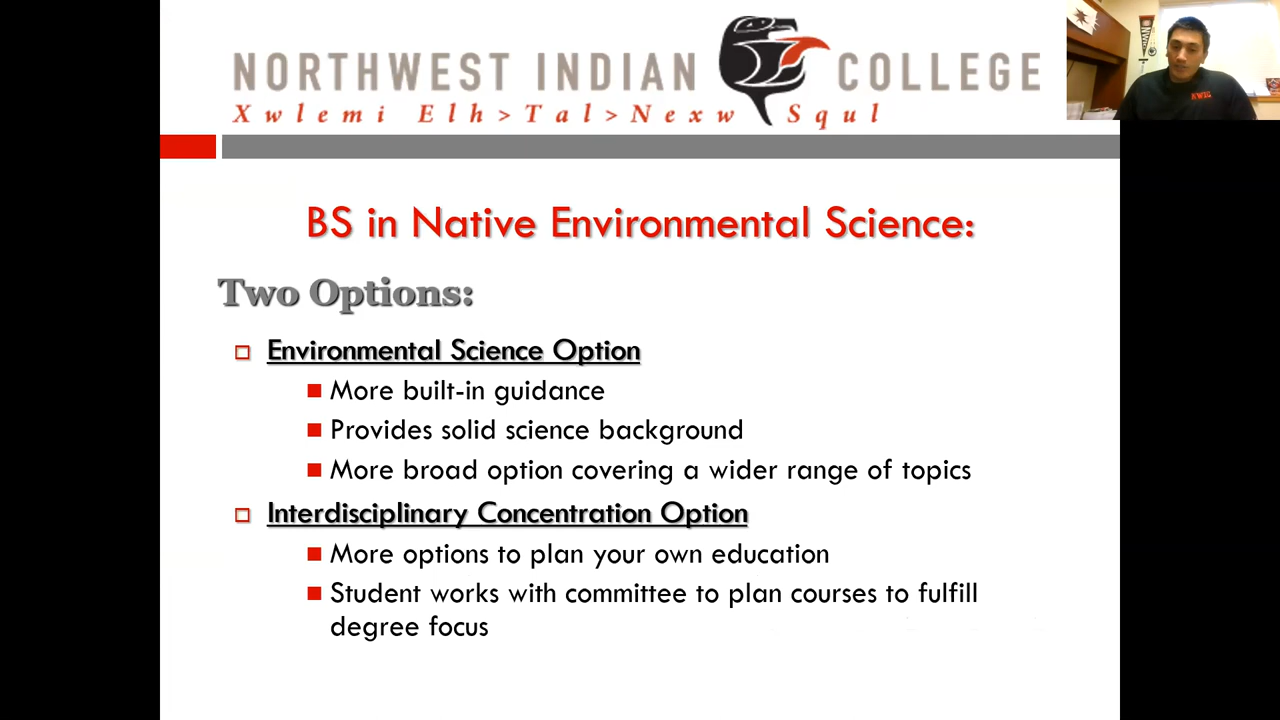 NORTHWEST INDIAN COLLEGE
Xwlemi Elh>Tal>Nexw Squl
NWIC
BS in Native Environmental Science:
Two Options:
Environmental Science Option
More built-in guidance
Provides solid science background
More broad option covering a wider range of topics
Interdisciplinary Concentration Option
More options to plan your own education
Student works with committee to plan courses to fulfill
degree focus